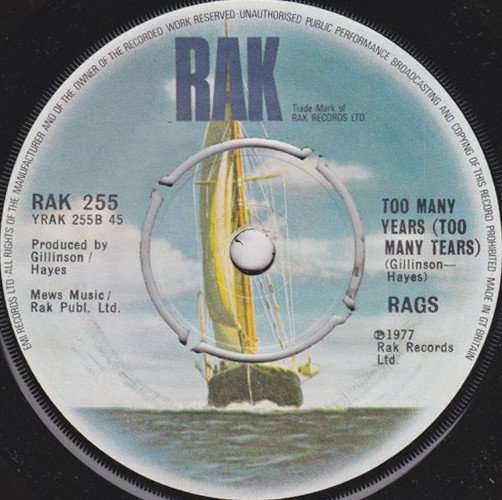 EMI RECORDS LTD ALL RIGHTS OF THE MANUFACTURER AND OF THE OWNER OF THE RECORDED WORK RESERVED UNAUTHORISED PUBLIC PERFORMANCE BROADCASTING AND COPYING OF THIS RECORD PROHIBITED MADE IN GT BRITAIN
RAK
Trade Mark of
RAK RECORDS LTD
RAK 255
YRAK 255B 45
Produced by
Gillinson/
Hayes
Mews Music/
Rak Publ. Ltd.
TOO MANY
YEARS (TOO
MANY TEARS)
(Gillinson—
Hayes)
RAGS
℗1977
Rak Records
Ltd.